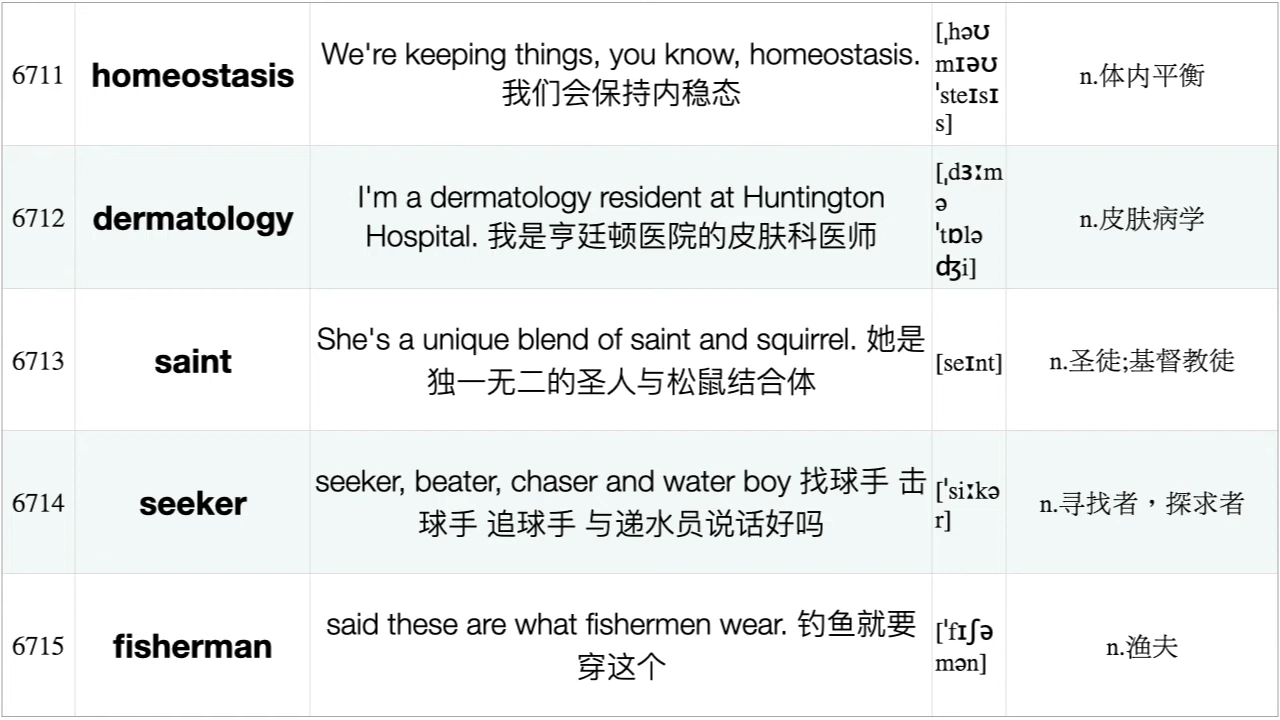 6711
homeostasis
We're keeping things, you know, homeostasis.
我们会保持内稳态
[ˌhəʊ
mɪəʊ
ˈsteɪsɪ
s]
n.体内平衡
6712
dermatology
I'm a dermatology resident at Huntington
Hospital. 我是亨廷顿医院的皮肤科医师
[ˌdɜːm
ə
ˈtɒlə
ʤi]
n.皮肤病学
6713
saint
She's a unique blend of saint and squirrel. 她是
独一无二的圣人与松鼠结合体
[seɪnt]
n.圣徒;基督教徒
6714
seeker
seeker, beater, chaser and water boy 找球手 击
球手 追球手 与递水员说话好吗
[ˈsiːkə
r]
n.寻找者，探求者
6715
fisherman
said these are what fishermen wear. 钓鱼就要
穿这个
[ˈfɪʃə
mən]
n.渔夫